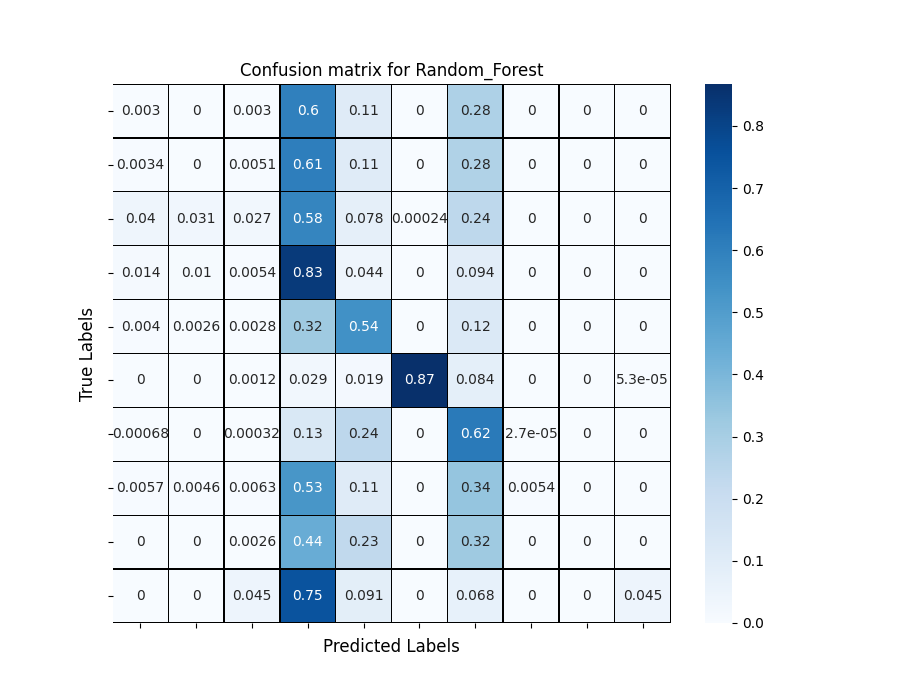 Confusion matrix for Random_Forest
0.003 0 0.003 0.6 0.11 0 0.28 0 0 0
0.0034 0 0.0051 0.61 0.11 0 0.28 0 0 0
0.04 0.031 0.027 0.58 0.078 0.00024 0.24 0 0 0
0.014 0.01 0.0054 0.83 0.044 0 0.094 0 0 0
0.004 0.0026 0.0028 0.32 0.54 0 0.12 0 0 0
0 0 0.0012 0.029 0.019 0.87 0.084 0 0 5.3e-05
0.00068 0 0.00032 0.13 0.24 0 0.62 2.7e-05 0 0
0.0057 0.0046 0.0063 0.53 0.11 0 0.34 0.0054 0 0
0 0 0.0026 0.44 0.23 0 0.32 0 0 0
0 0 0.045 0.75 0.091 0 0.068 0 0 0.045
True Labels
Predicted Labels
0.8
0.7
0.6
0.5
0.4
0.3
0.2
0.1
0.0